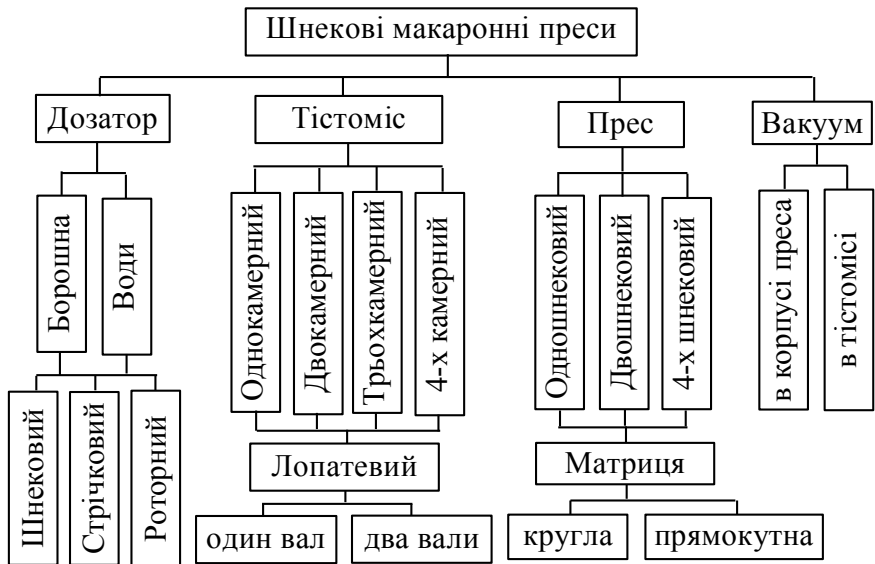 Шнекові макаронні преси
Дозатор
Тістоміс
Прес
Вакуум
Борошна
Води
Однокамерний
Двокамерний
Трьохкамерний
4-х камерний
Одношнековий
Двошнековий
4-х шнековий
в корпусі преса
в тістомісі
Шнековий
Стрічковий
Роторний
Лопатевий
Матриця
один вал
два вали
кругла
прямокутна